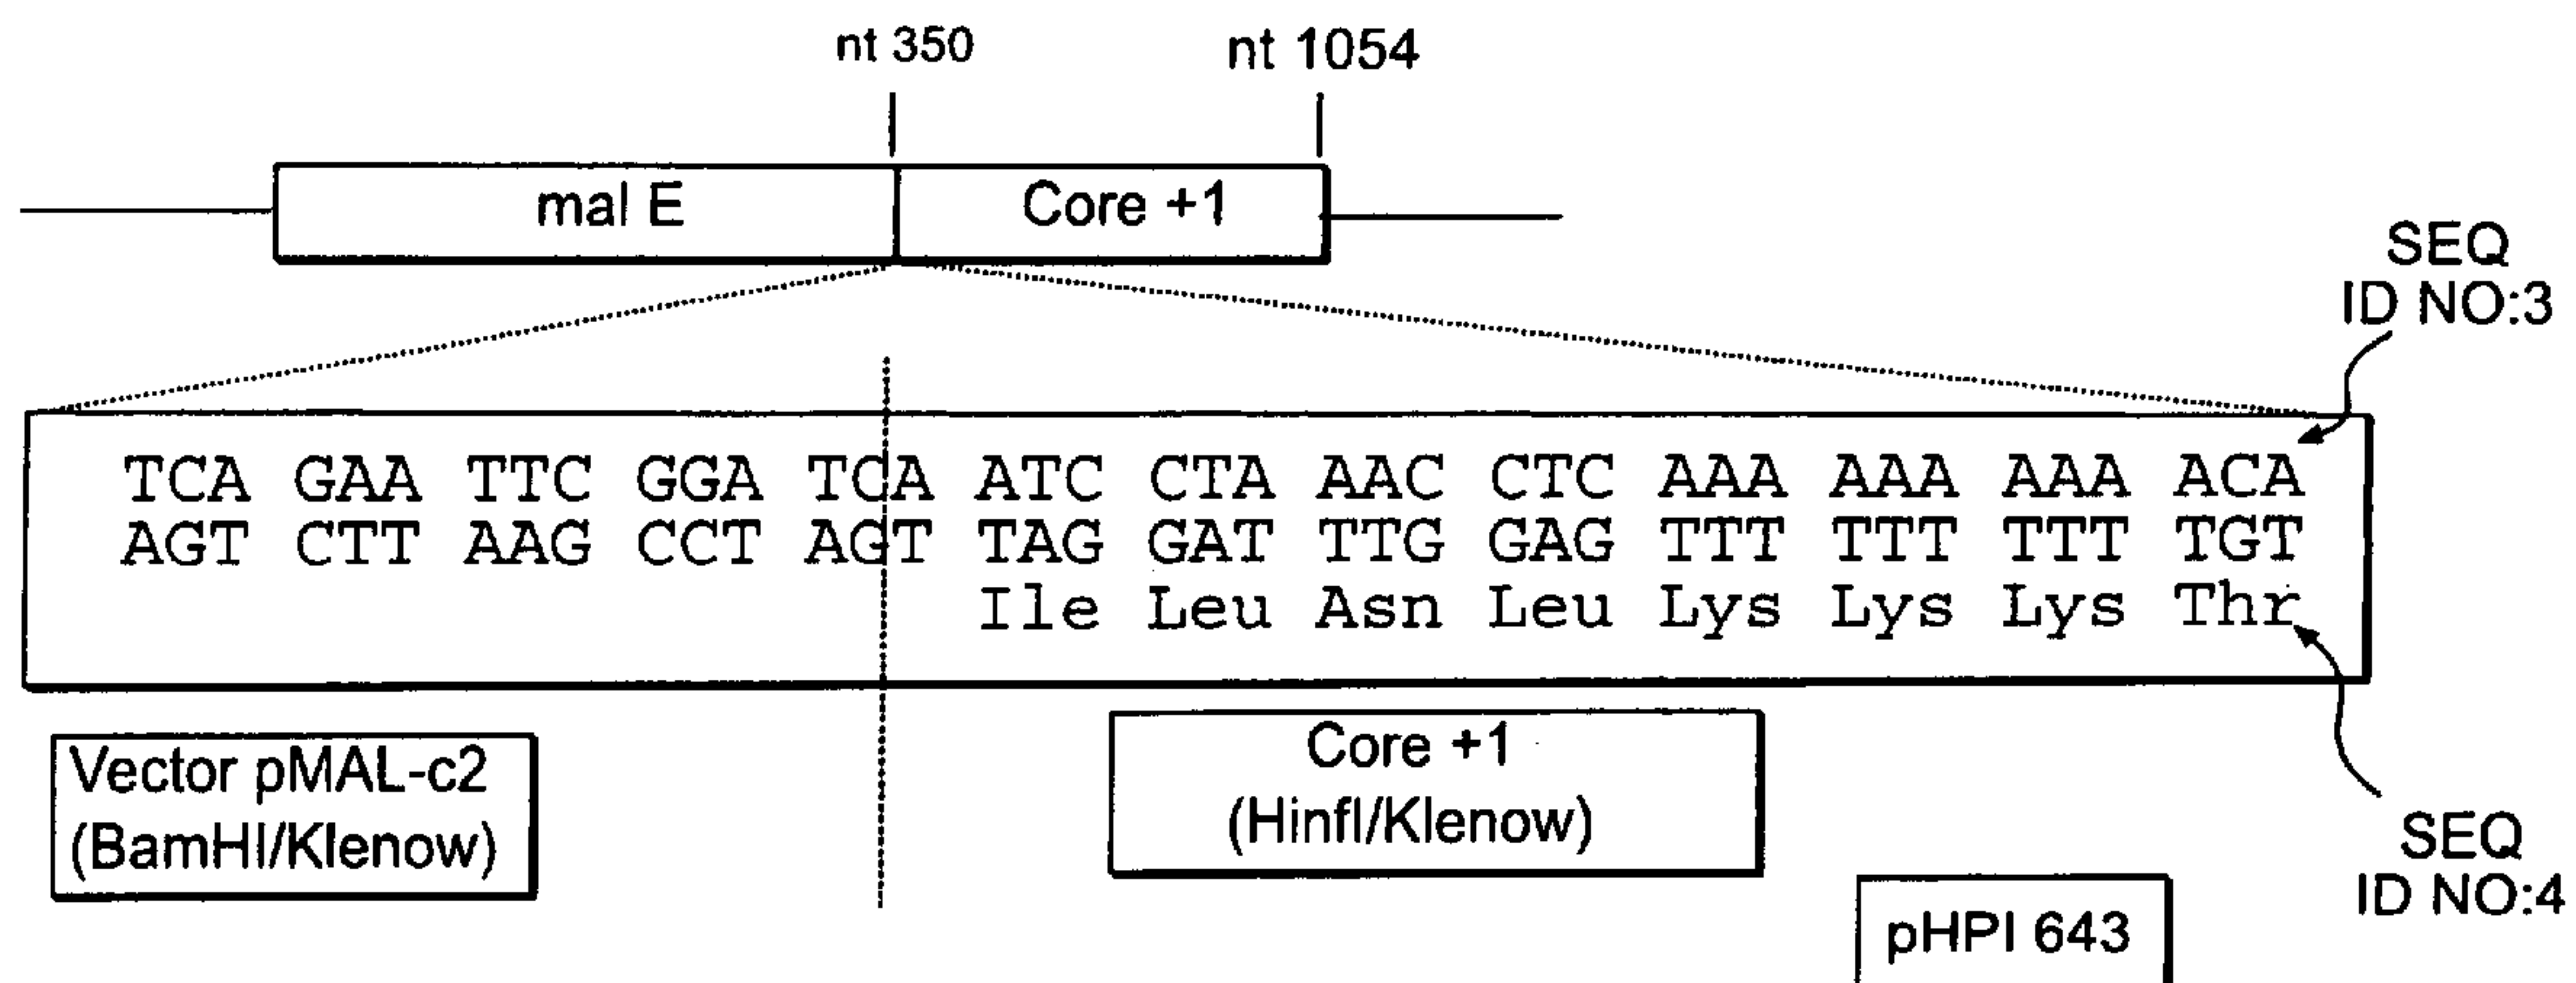 nt 350
nt 1054
mal E
Core +1
SEQ
ID NO:3
TCA GAA TTC GGA TCA ATC CTA AAC CTC AAA AAA AAA ACA
AGT CTT AAG CCT AGT TAG GAT TTG GAG TTT TTT TTT TGT
Ile Leu Asn Leu Lys Lys Lys Thr
Vector pMAL-c2
(BamHI/Klenow)
Core +1
(HinfI/Klenow)
SEQ
ID NO:4
pHPI 643